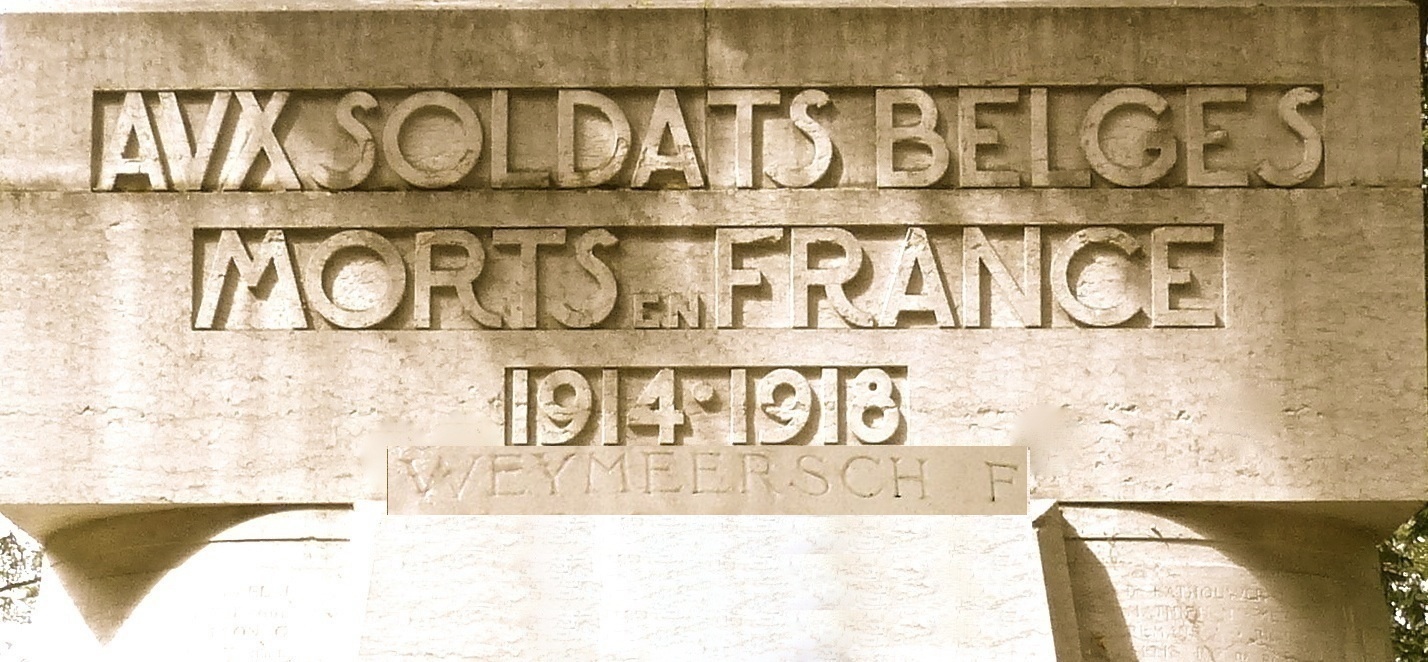 AVX SOLDATS BELGES
MORTS EN FRANCE
1914·1918
WEYMEERSCH F